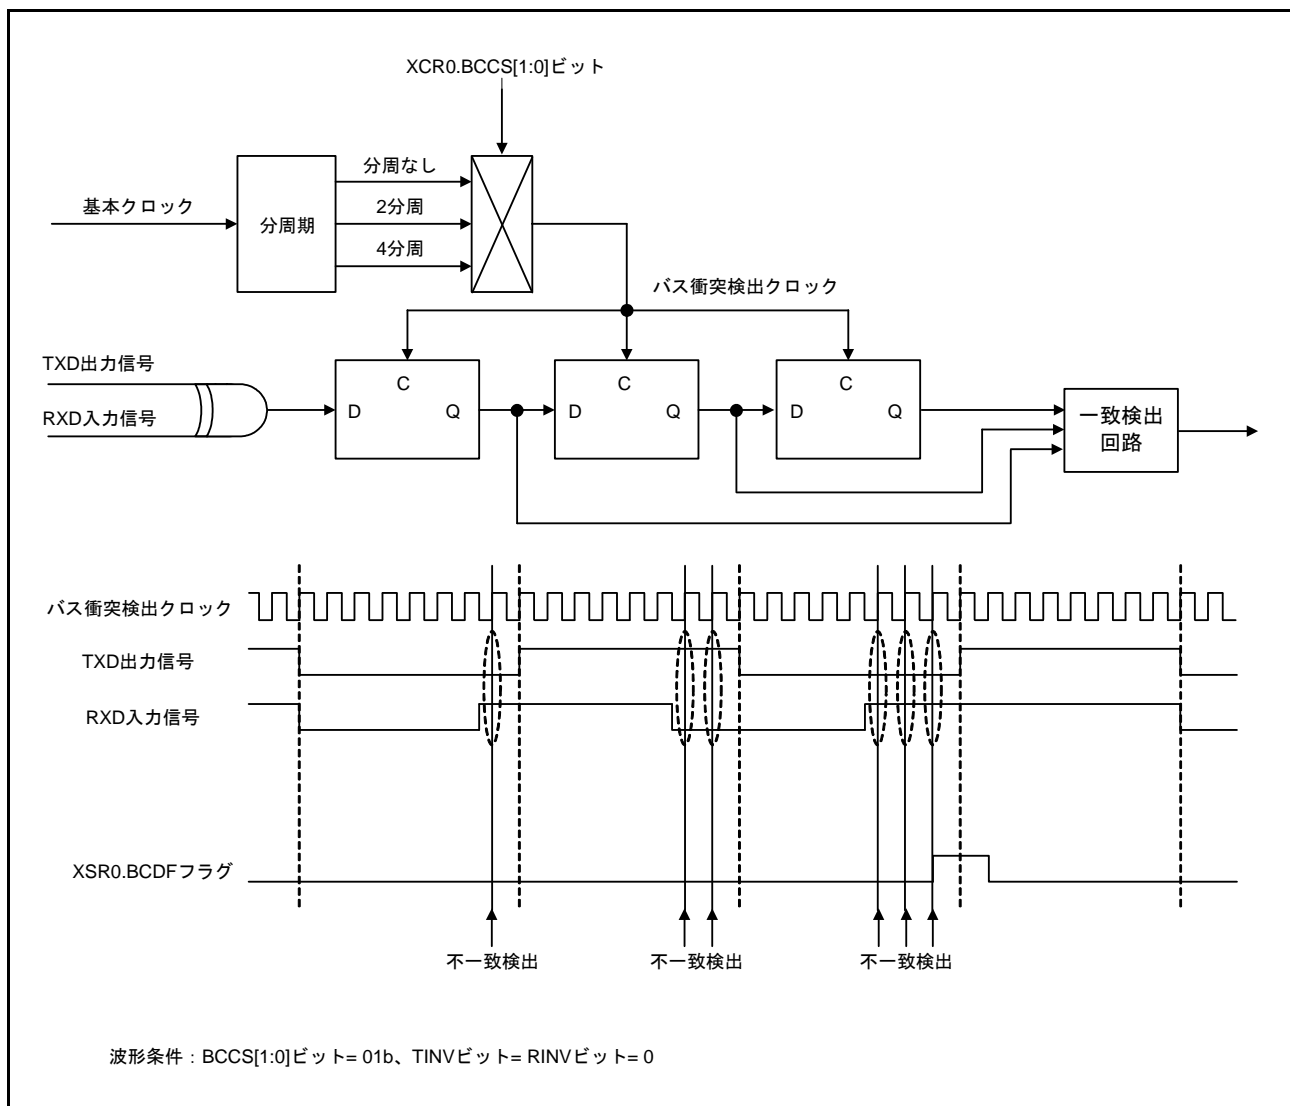 XCR0.BCCS[1:0]ビット
分周なし
基本クロック
分周期
2分周
4分周
バス衝突検出クロック
TXD出力信号
RXD入力信号
C
D
Q
C
D
Q
C
D
Q
一致検出
回路
バス衝突検出クロック
TXD出力信号
RXD入力信号
XSR0.BCDFフラグ
不一致検出
不一致検出
不一致検出
波形条件：BCCS[1:0]ビット= 01b、TINVビット= RINVビット= 0